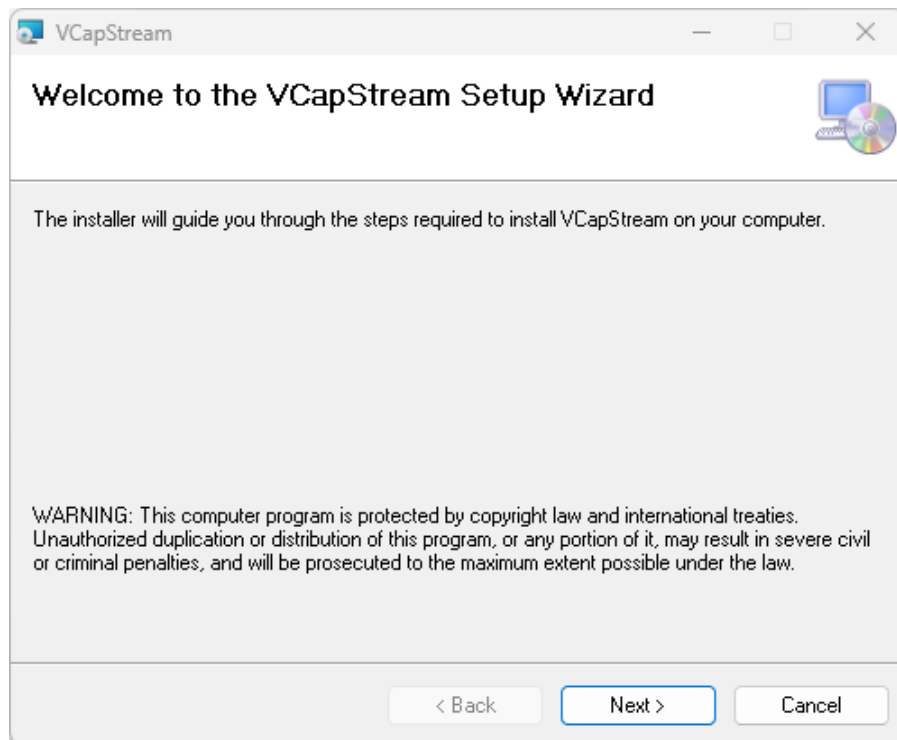 VCapStream
Welcome to the VCapStream Setup Wizard
The installer will guide you through the steps required to install VCapStream on your computer.
WARNING: This computer program is protected by copyright law and international treaties.
Unauthorized duplication or distribution of this program, or any portion of it, may result in severe civil
or criminal penalties, and will be prosecuted to the maximum extent possible under the law.
< Back
Next >
Cancel